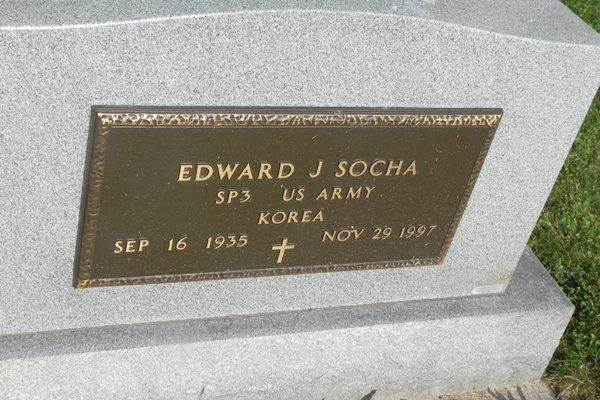 EDWARD J SOCHA
SP3 US ARMY
KOREA
SEP 16 1935 NOV 29 1997